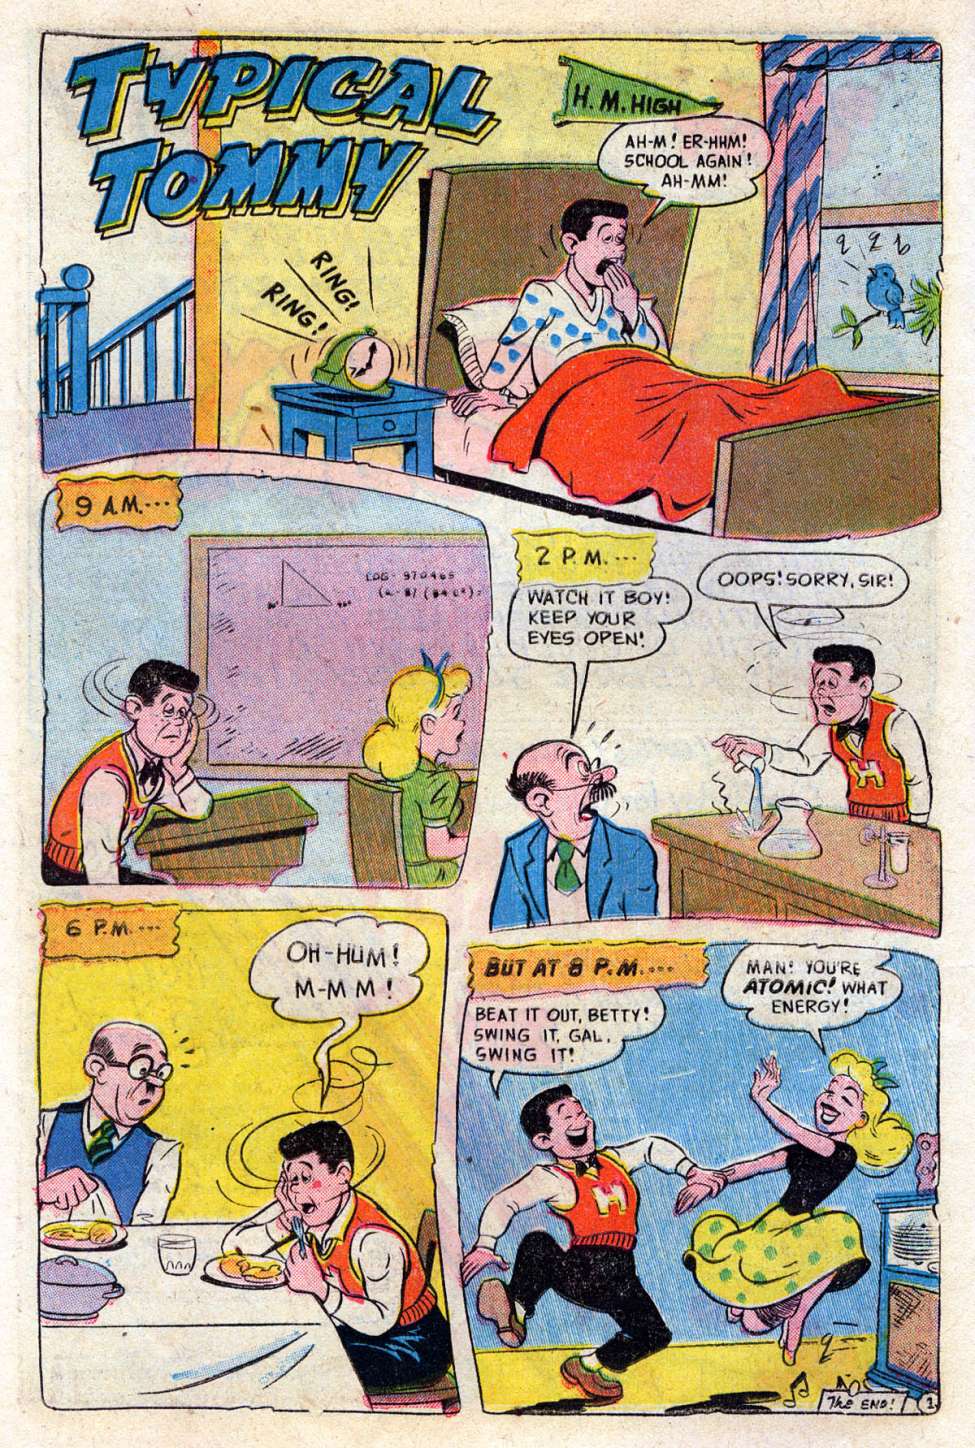 TYPICAL
TOMMY
H. M. HIGH
AH-M! ER-HHM!
SCHOOL AGAIN!
AH-MM!
RING!
RING!
9 A.M.---
2 P.M. ---
WATCH IT BOY!
KEEP YOUR
EYES OPEN!
OOPS! SORRY, SIR!
H
6 P.M. ---
OH-HUM!
M-M M!
BUT AT 8 P.M.----
BEAT IT OUT, BETTY!
SWING IT, GAL,
SWING IT!
MAN! YOU'RE
ATOMIC! WHAT
ENERGY!
H
The END!
1